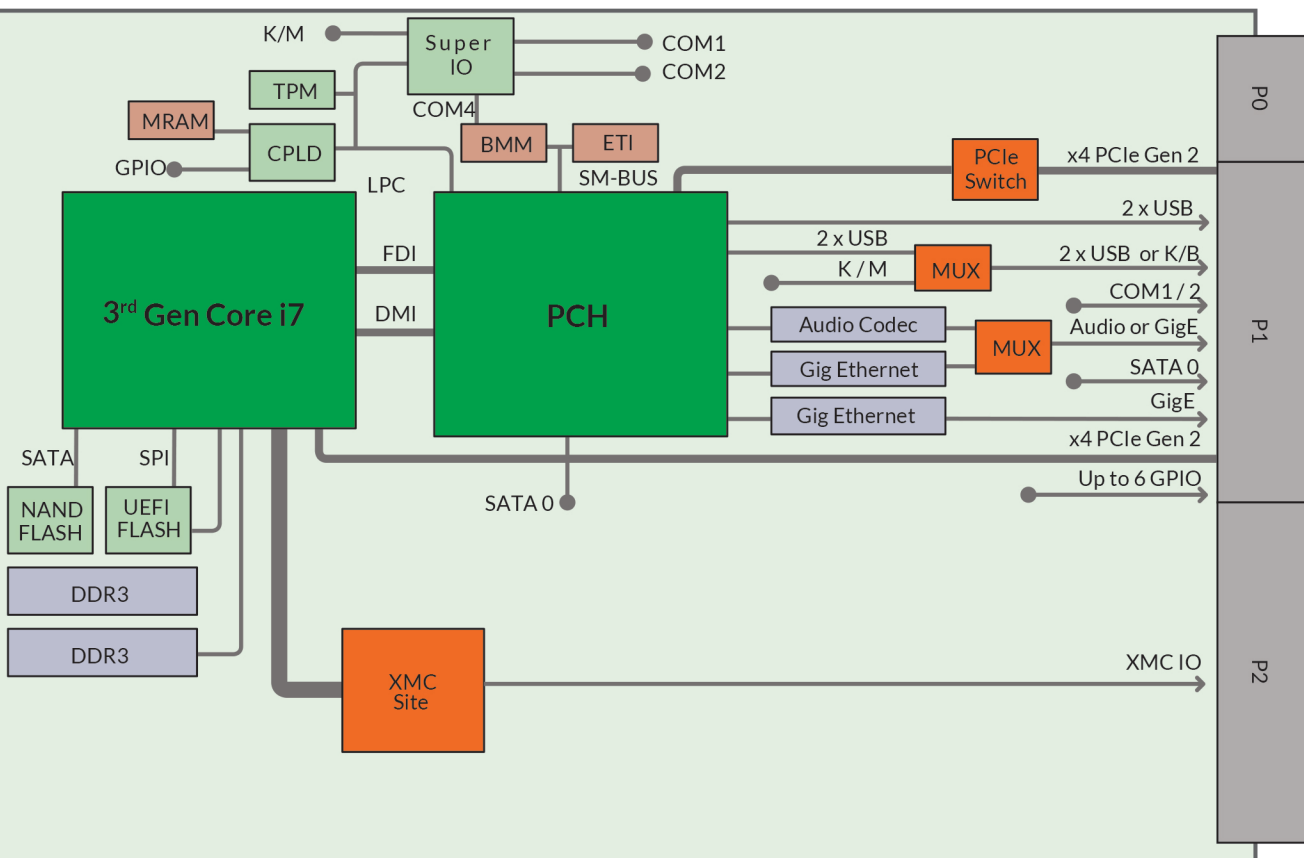 K/M
Super
IO
COM1
COM2
TPM
COM4
MRAM
CPLD
BMM
ETI
GPIO
LPC
SM-BUS
PCIe
Switch
x4 PCIe Gen 2
P0
2 x USB
2 x USB
K / M
MUX
2 x USB or K/B
FDI
3rd Gen Core i7
DMI
PCH
COM1 / 2
Audio Codec
Audio or GigE
MUX
Gig Ethernet
SATA 0
Gig Ethernet
GigE
P1
x4 PCIe Gen 2
SATA
SPI
Up to 6 GPIO
NAND
FLASH
UEFI
FLASH
SATA 0
DDR3
DDR3
XMC
Site
XMC IO
P2